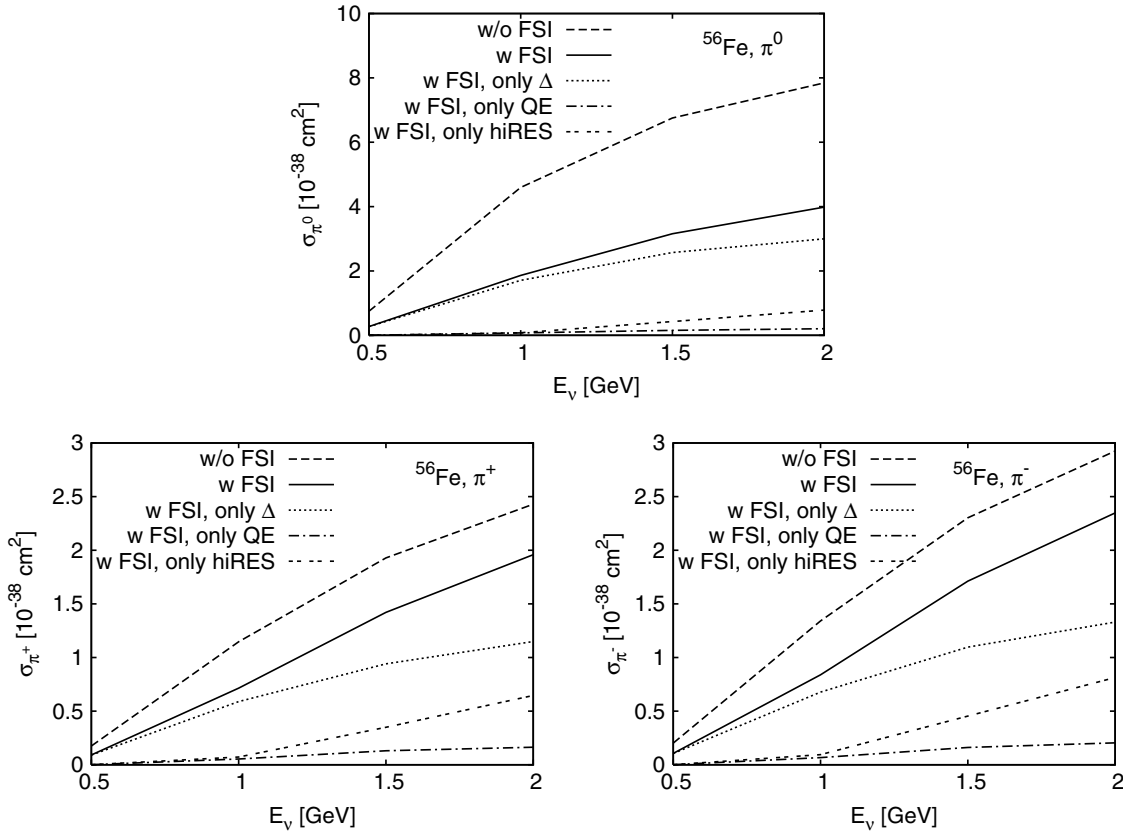 10
8
6
4
2
0
0.5
1
1.5
2
σπ⁰ [10⁻³⁸ cm²]
Eν [GeV]
⁵⁶Fe, π⁰
w/o FSI
w FSI
w FSI, only Δ
w FSI, only QE
w FSI, only hiRES
3
2.5
2
1.5
1
0.5
0
0.5
1
1.5
2
σπ⁺ [10⁻³⁸ cm²]
Eν [GeV]
⁵⁶Fe, π⁺
w/o FSI
w FSI
w FSI, only Δ
w FSI, only QE
w FSI, only hiRES
3
2.5
2
1.5
1
0.5
0
0.5
1
1.5
2
σπ⁻ [10⁻³⁸ cm²]
Eν [GeV]
⁵⁶Fe, π⁻
w/o FSI
w FSI
w FSI, only Δ
w FSI, only QE
w FSI, only hiRES